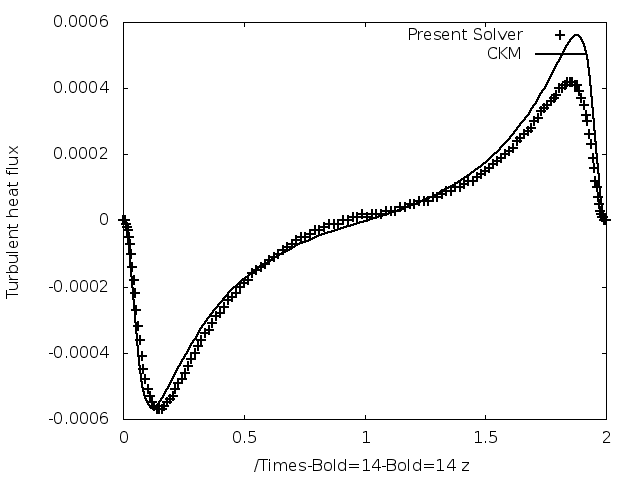 0.0006
Present Solver
CKM
0.0004
0.0002
0
-0.0002
-0.0004
-0.0006
Turbulent heat flux
0 0.5 1 1.5 2
/Times-Bold=14-Bold=14 z